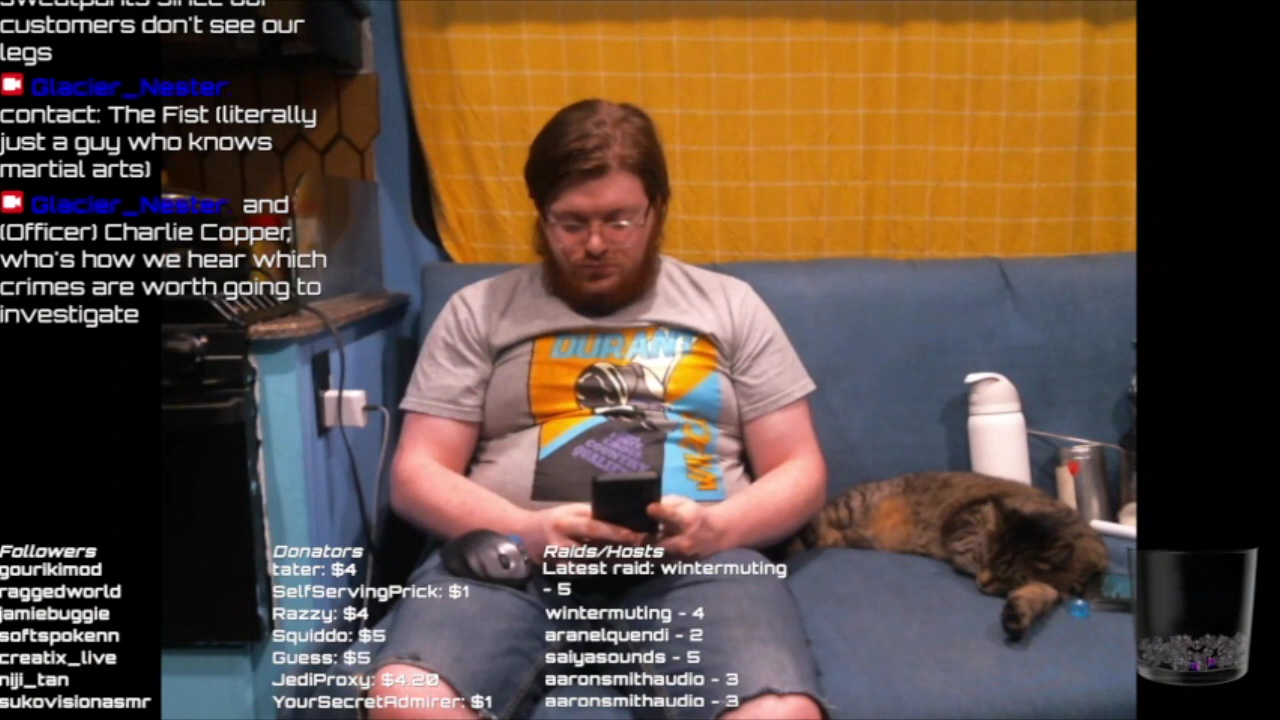 Sweatpants since our
customers don't see our
legs
Glacier_Nester
contact: The Fist (literally
just a guy who knows
martial arts)
Glacier_Nester and
(Officer) Charlie Copper,
who's how we hear which
crimes are worth going to
investigate
DURANT
Followers
gourikimod
raggedworld
jamiebuggie
softspokenn
creatix_live
niji_tan
sukovisionasmr
Donators
tater: $4
SelfServingPrick: $1
Razzy: $4
Squiddo: $5
Guess: $5
JediProxy: $4.20
YourSecretAdmirer: $1
Raids/Hosts
Latest raid: wintermuting
- 5
wintermuting - 4
aranelquendi - 2
saiyasounds - 5
aaronsmithaudio - 3
aaronsmithaudio - 3